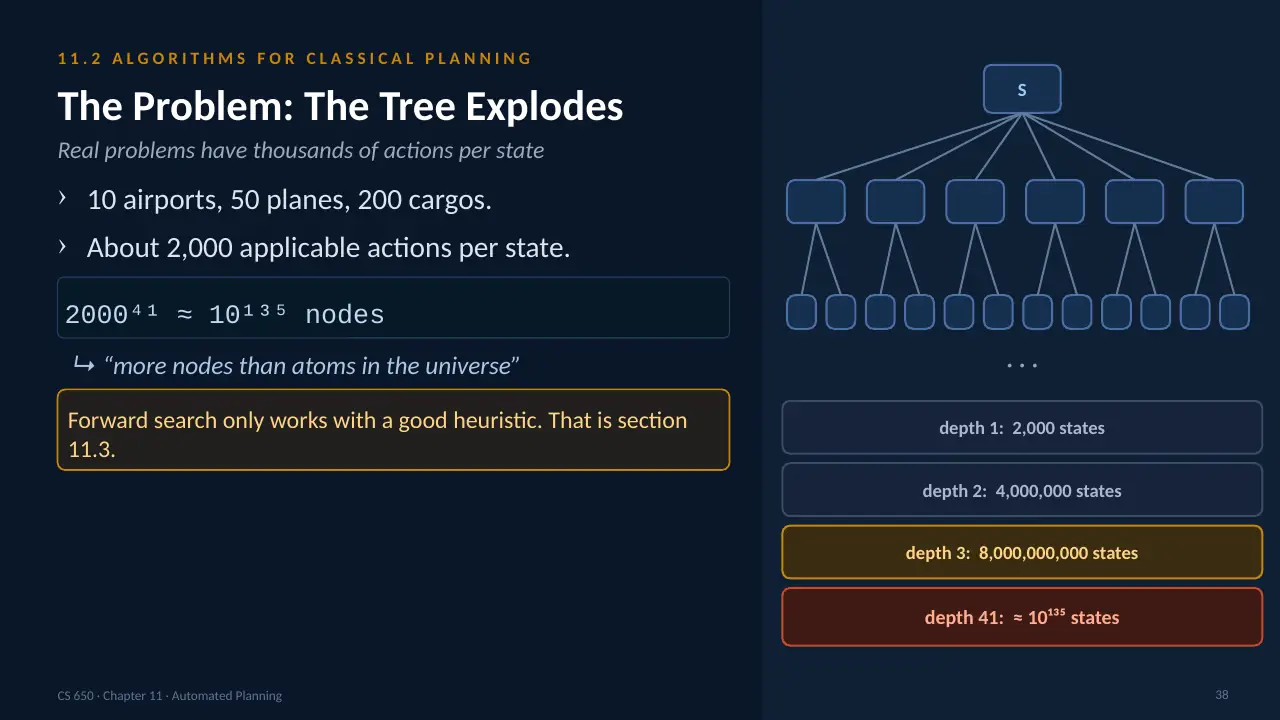 11.2 ALGORITHMS FOR CLASSICAL PLANNING
The Problem: The Tree Explodes
Real problems have thousands of actions per state
› 10 airports, 50 planes, 200 cargos.
› About 2,000 applicable actions per state.
2000⁴¹ ≈ 10¹³⁵ nodes
↪ “more nodes than atoms in the universe”
Forward search only works with a good heuristic. That is section
11.3.
S
· · ·
depth 1: 2,000 states
depth 2: 4,000,000 states
depth 3: 8,000,000,000 states
depth 41: ≈ 10¹³⁵ states
CS 650 · Chapter 11 · Automated Planning
38